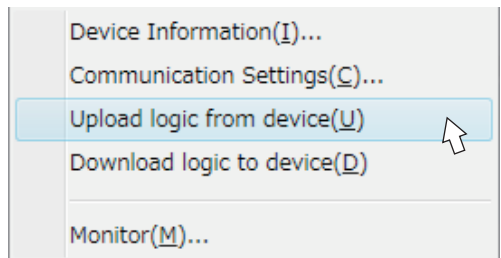 Device Information(I)...
Communication Settings(C)...
Upload logic from device(U)
Download logic to device(D)
Monitor(M)...